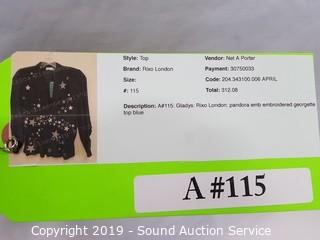 Style: Top
Vendor: Net A Porter
Brand: Rixo London
Payment: 30750033
Size:
Code: 204.343100.006 APRIL
#: 115
Total: 312.08
Description: A#115: Gladys: Rixo London: pandora emb embroidered georgette
top blue
A #115
Copyright 2019 - Sound Auction Service